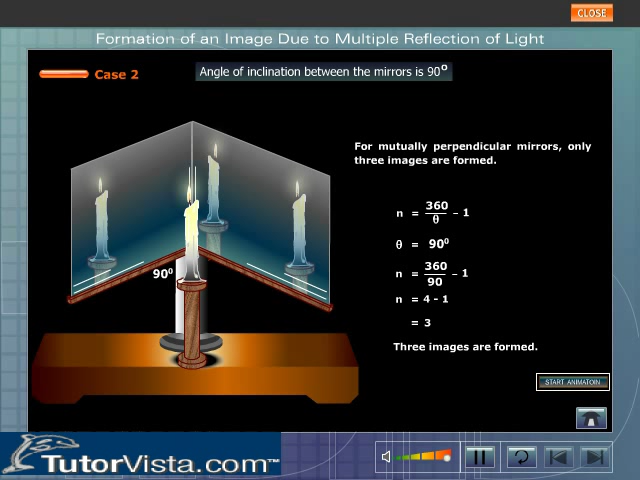 CLOSE
Formation of an Image Due to Multiple Reflection of Light
Case 2
Angle of inclination between the mirrors is 90°
For mutually perpendicular mirrors, only
three images are formed.
n = 360/θ - 1
θ = 90⁰
n = 360/90 - 1
n = 4 - 1
= 3
Three images are formed.
90⁰
START ANIMATOIN
TutorVista.com™